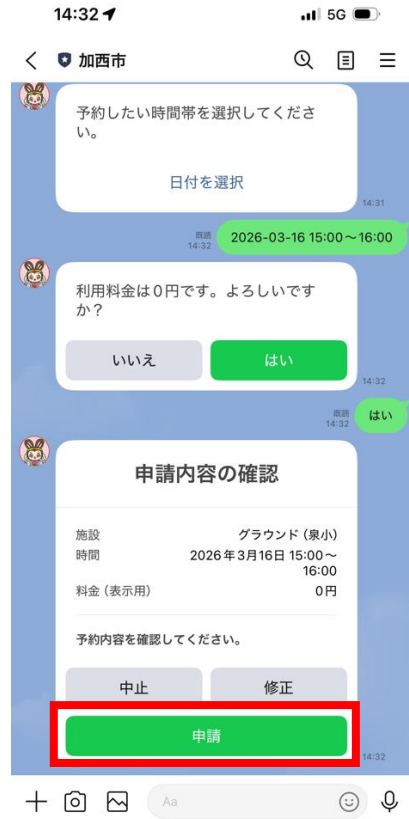 14:32
5G
加西市
予約したい時間帯を選択してくださ
い。
日付を選択
14:31
既読
14:32
2026-03-16 15:00～16:00
利用料金は0円です。よろしいです
か？
いいえ
はい
14:32
既読
14:32
はい
申請内容の確認
施設
グラウンド（泉小）
時間
2026年3月16日 15:00～
16:00
料金（表示用）
0円
予約内容を確認してください。
中止
修正
申請
14:32
Aa